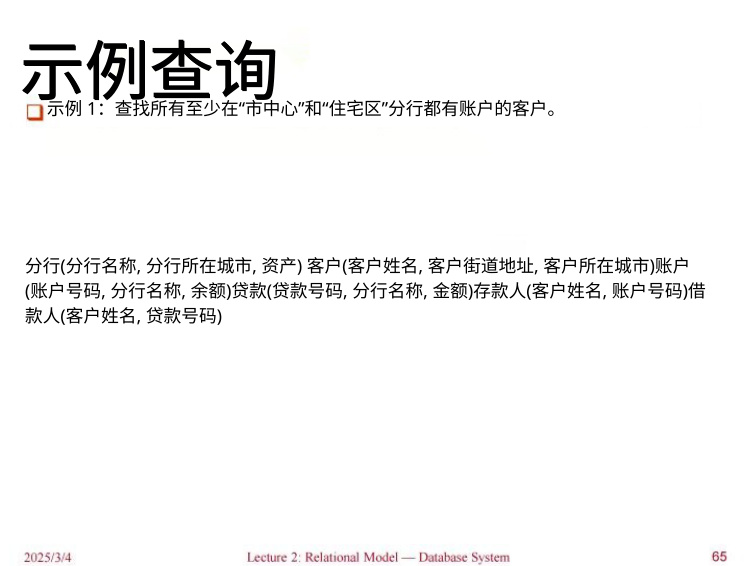 示例查询
示例 1：查找所有至少在“市中心”和“住宅区”分行都有账户的客户。
分行(分行名称, 分行所在城市, 资产) 客户(客户姓名, 客户街道地址, 客户所在城市)账户
(账户号码, 分行名称, 余额)贷款(贷款号码, 分行名称, 金额)存款人(客户姓名, 账户号码)借
款人(客户姓名, 贷款号码)
2025/3/4 Lecture 2: Relational Model — Database System 65